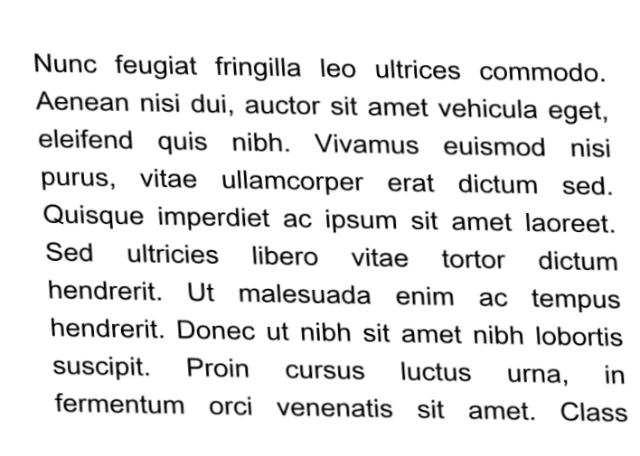 Nunc feugiat fringilla leo ultrices commodo.
Aenean nisi dui, auctor sit amet vehicula eget,
eleifend quis nibh. Vivamus euismod nisi
purus, vitae ullamcorper erat dictum sed.
Quisque imperdiet ac ipsum sit amet laoreet.
Sed ultricies libero vitae tortor dictum
hendrerit. Ut malesuada enim ac tempus
hendrerit. Donec ut nibh sit amet nibh lobortis
suscipit. Proin cursus luctus urna, in
fermentum orci venenatis sit amet. Class